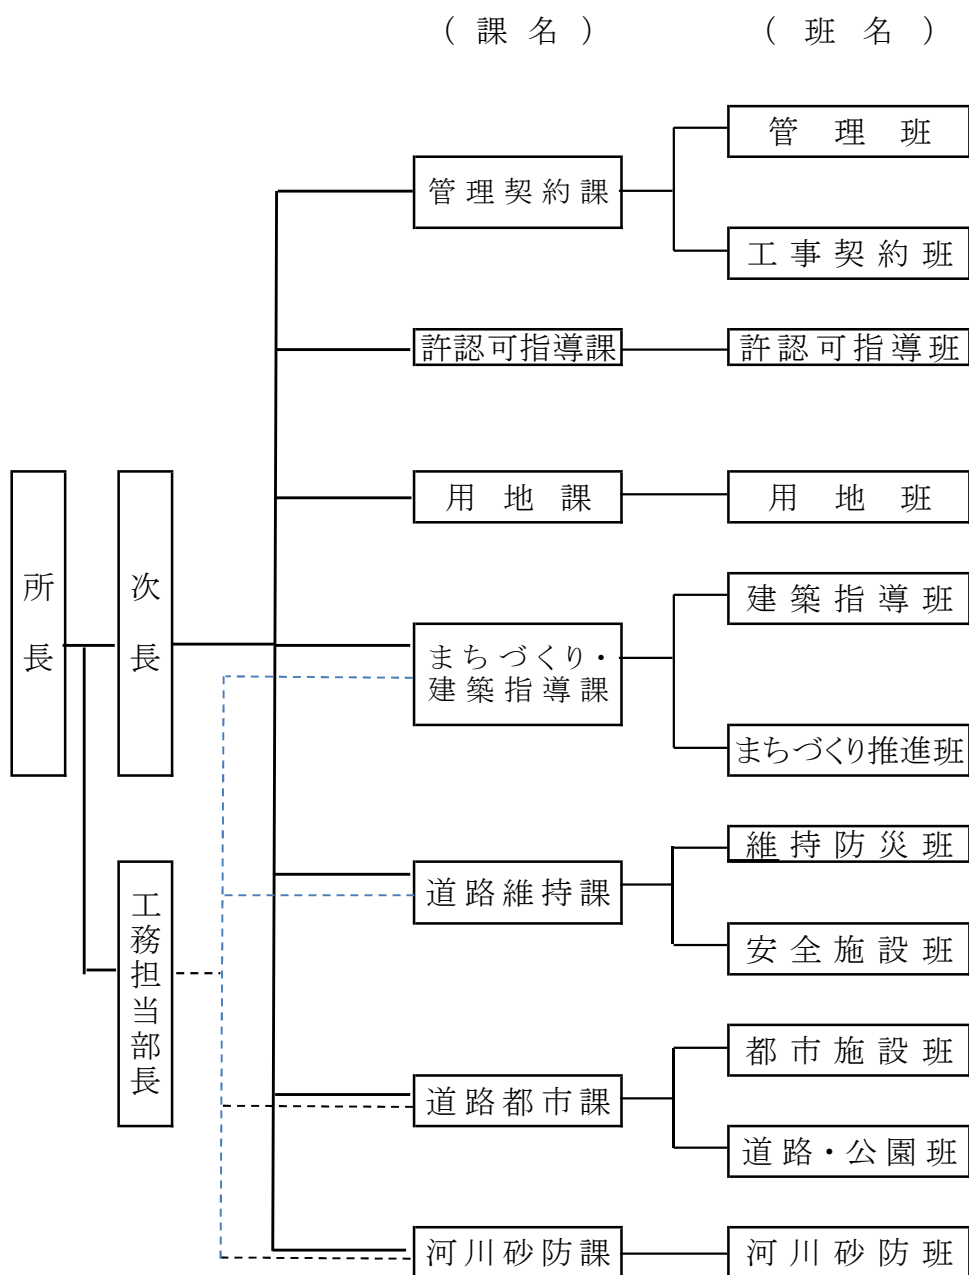 （課名）
（班名）
管理班
管理契約課
工事契約班
許認可指導課
許認可指導班
用地課
用地班
所長
次長
建築指導班
まちづくり・
建築指導課
まちづくり推進班
維持防災班
道路維持課
安全施設班
工務担当部長
都市施設班
道路都市課
道路・公園班
河川砂防課
河川砂防班